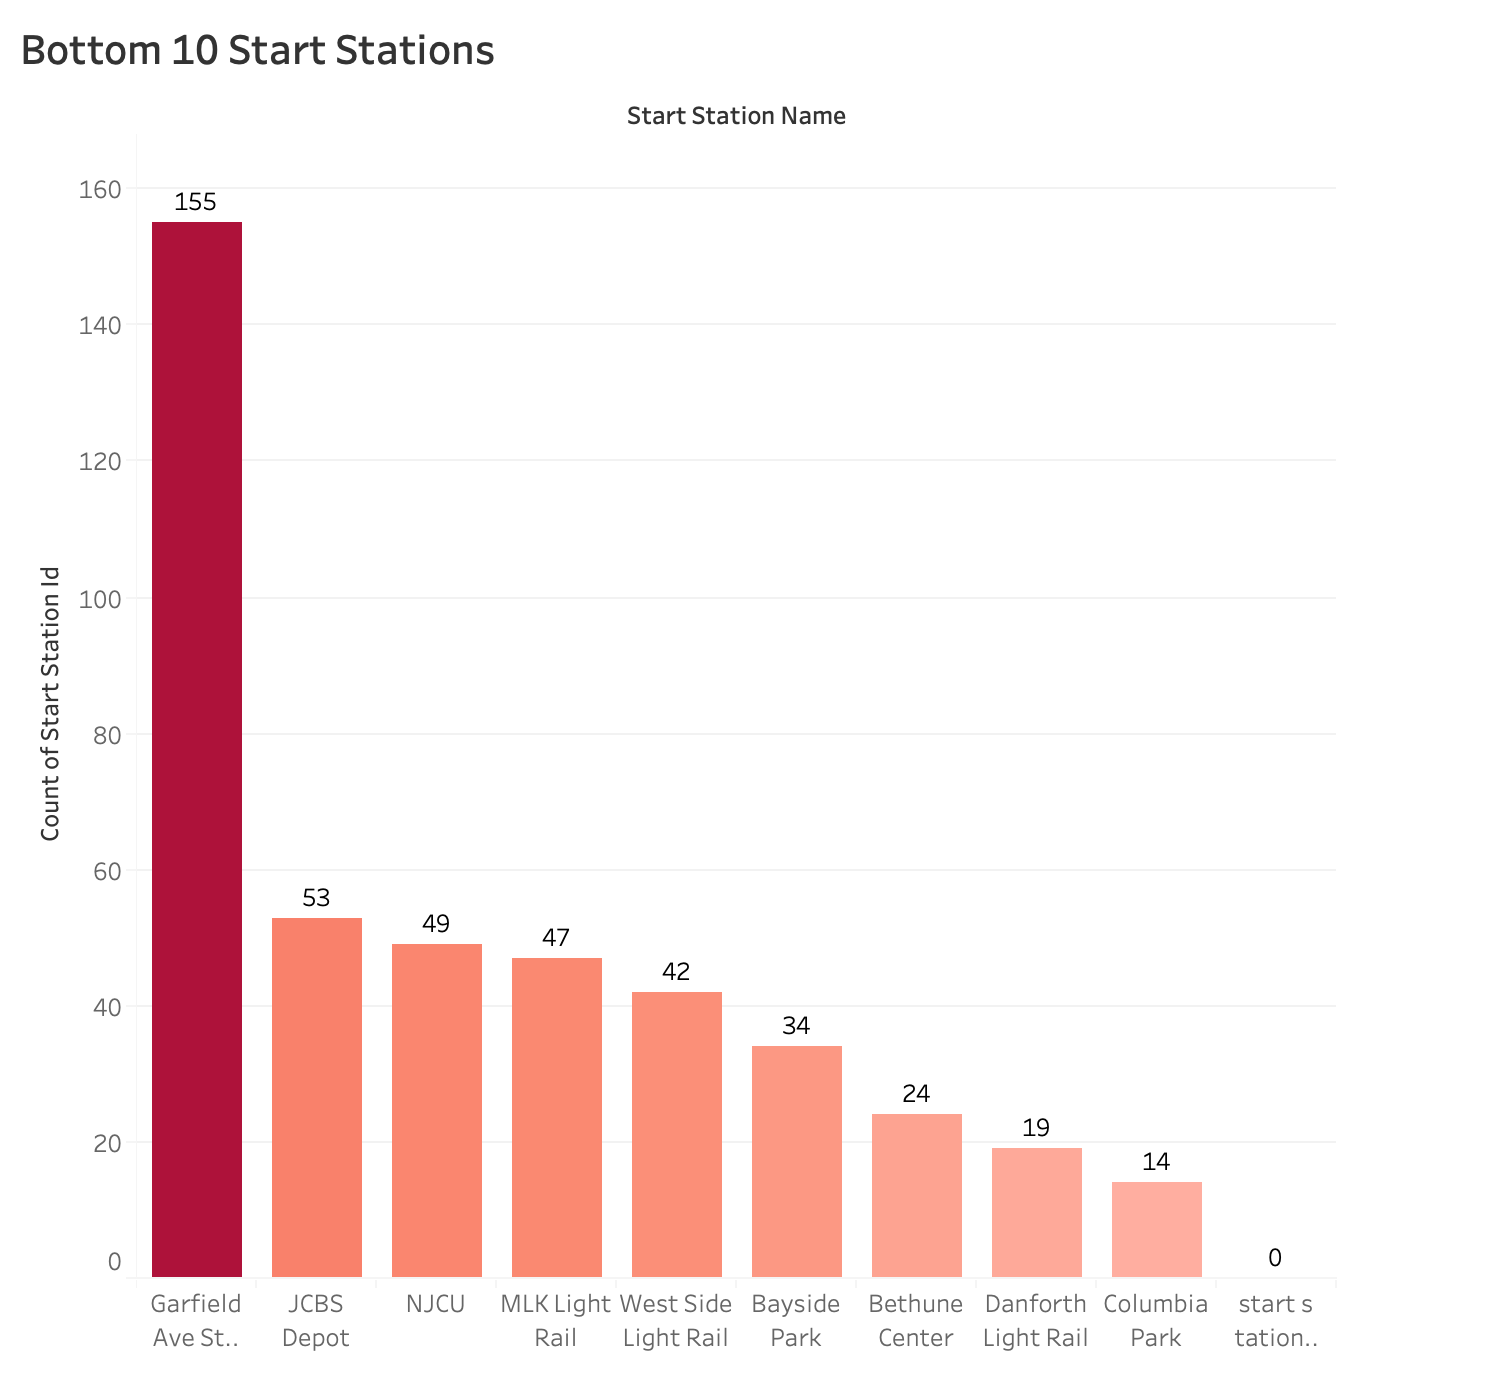 Bottom 10 Start Stations
Start Station Name
Count of Start Station Id
160
140
120
100
80
60
40
20
0
155
53
49
47
42
34
24
19
14
0
Garfield
Ave St..
JCBS
Depot
NJCU
MLK Light
Rail
West Side
Light Rail
Bayside
Park
Bethune
Center
Danforth
Light Rail
Columbia
Park
start s
tation..